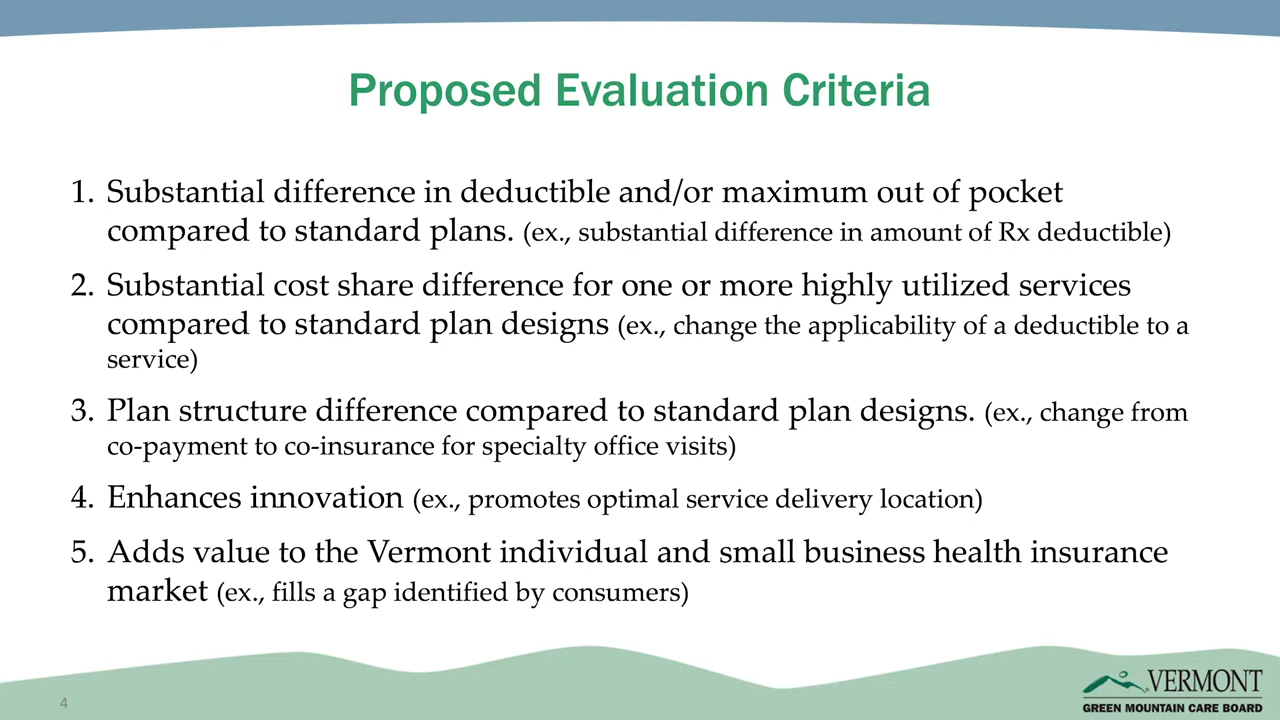 Proposed Evaluation Criteria
1. Substantial difference in deductible and/or maximum out of pocket
compared to standard plans. (ex., substantial difference in amount of Rx deductible)
2. Substantial cost share difference for one or more highly utilized services
compared to standard plan designs (ex., change the applicability of a deductible to a
service)
3. Plan structure difference compared to standard plan designs. (ex., change from
co-payment to co-insurance for specialty office visits)
4. Enhances innovation (ex., promotes optimal service delivery location)
5. Adds value to the Vermont individual and small business health insurance
market (ex., fills a gap identified by consumers)
4
VERMONT
GREEN MOUNTAIN CARE BOARD